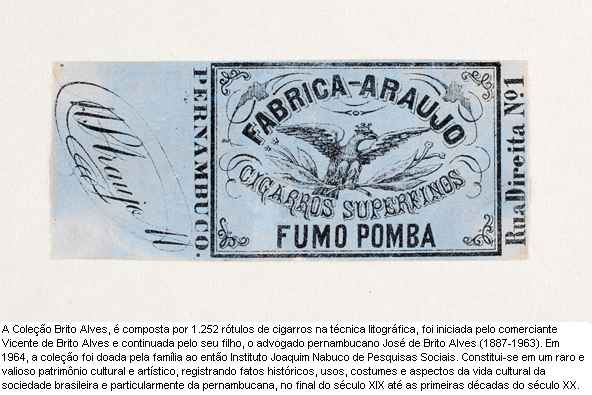 PERNAMBUCO.
FABRICA-ARAUJO
CIGARROS SUPERFINOS
FUMO POMBA
Rua Direita Nº.1
A Coleção Brito Alves, é composta por 1.252 rótulos de cigarros na técnica litográfica, foi iniciada pelo comerciante
Vicente de Brito Alves e continuada pelo seu filho, o advogado pernambucano José de Brito Alves (1887-1963). Em
1964, a coleção foi doada pela família ao então Instituto Joaquim Nabuco de Pesquisas Sociais. Constitui-se em um raro e
valioso patrimônio cultural e artístico, registrando fatos históricos, usos, costumes e aspectos da vida cultural da
sociedade brasileira e particularmente da pernambucana, no final do século XIX até as primeiras décadas do século XX.